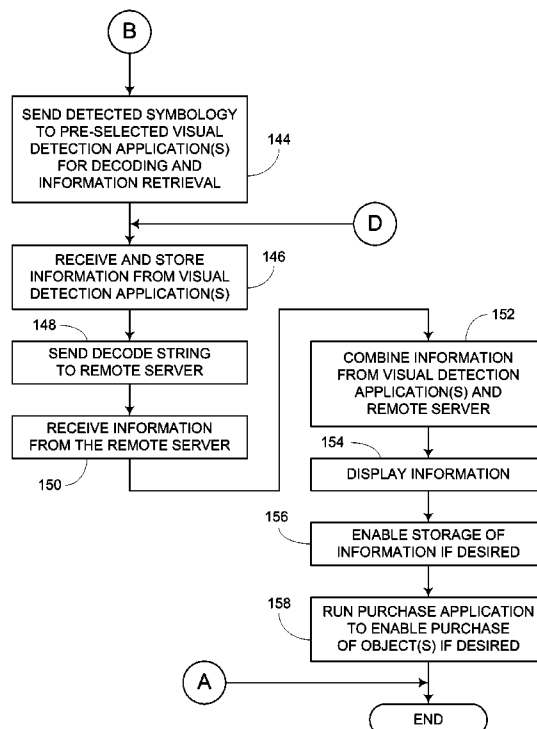 B
SEND DETECTED SYMBOLOGY
TO PRE-SELECTED VISUAL
DETECTION APPLICATION(S)
FOR DECODING AND
INFORMATION RETRIEVAL
144
D
RECEIVE AND STORE
INFORMATION FROM VISUAL
DETECTION APPLICATION(S)
146
148
SEND DECODE STRING
TO REMOTE SERVER
RECEIVE INFORMATION
FROM THE REMOTE SERVER
150
152
COMBINE INFORMATION
FROM VISUAL DETECTION
APPLICATION(S) AND
REMOTE SERVER
154
DISPLAY INFORMATION
156
ENABLE STORAGE OF
INFORMATION IF DESIRED
158
RUN PURCHASE APPLICATION
TO ENABLE PURCHASE
OF OBJECT(S) IF DESIRED
A
END